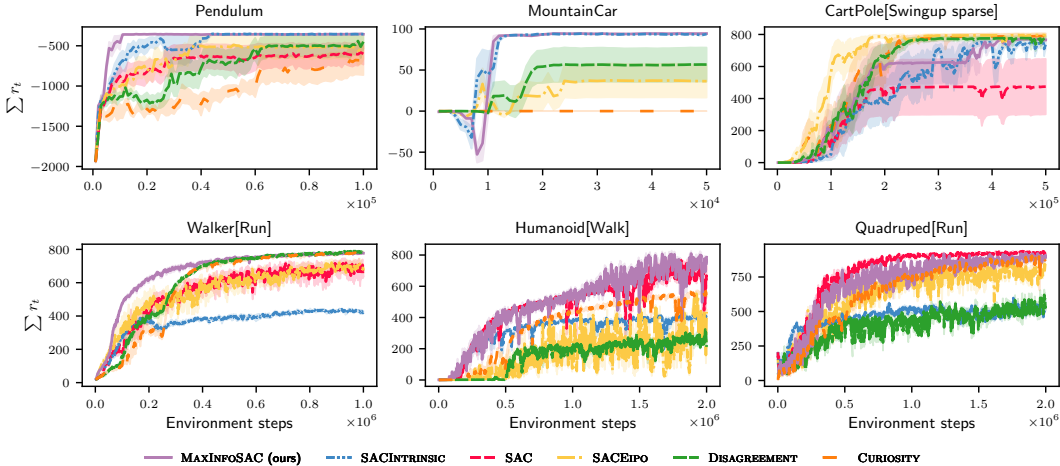 Pendulum
MountainCar
CartPole[Swingup sparse]
∑ r_t
−500
−1000
−1500
−2000
0.0 0.2 0.4 0.6 0.8 1.0
×10^5
100
50
0
−50
0 1 2 3 4 5
×10^4
800
600
400
200
0
0 1 2 3 4 5
×10^5
Walker[Run]
Humanoid[Walk]
Quadruped[Run]
∑ r_t
800
600
400
200
0
0.0 0.2 0.4 0.6 0.8 1.0
×10^6
Environment steps
800
600
400
200
0
0.0 0.5 1.0 1.5 2.0
×10^6
Environment steps
750
500
250
0
0.0 0.5 1.0 1.5 2.0
×10^6
Environment steps
MAXINFOSAC (OURS) SACINTRINSIC SAC SACEIPO DISAGREEMENT CURIOSITY